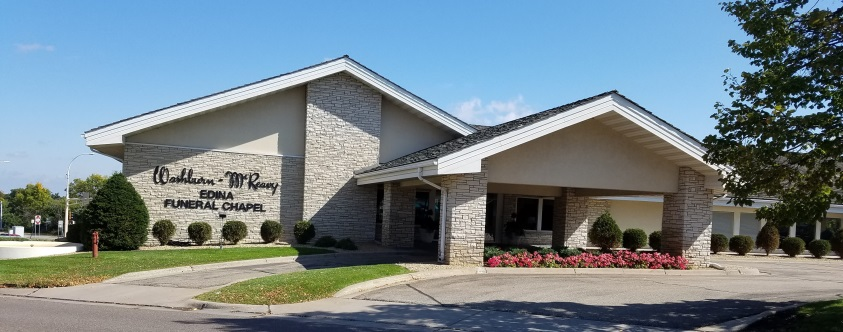 Washburn - McReavy
EDINA
FUNERAL CHAPEL